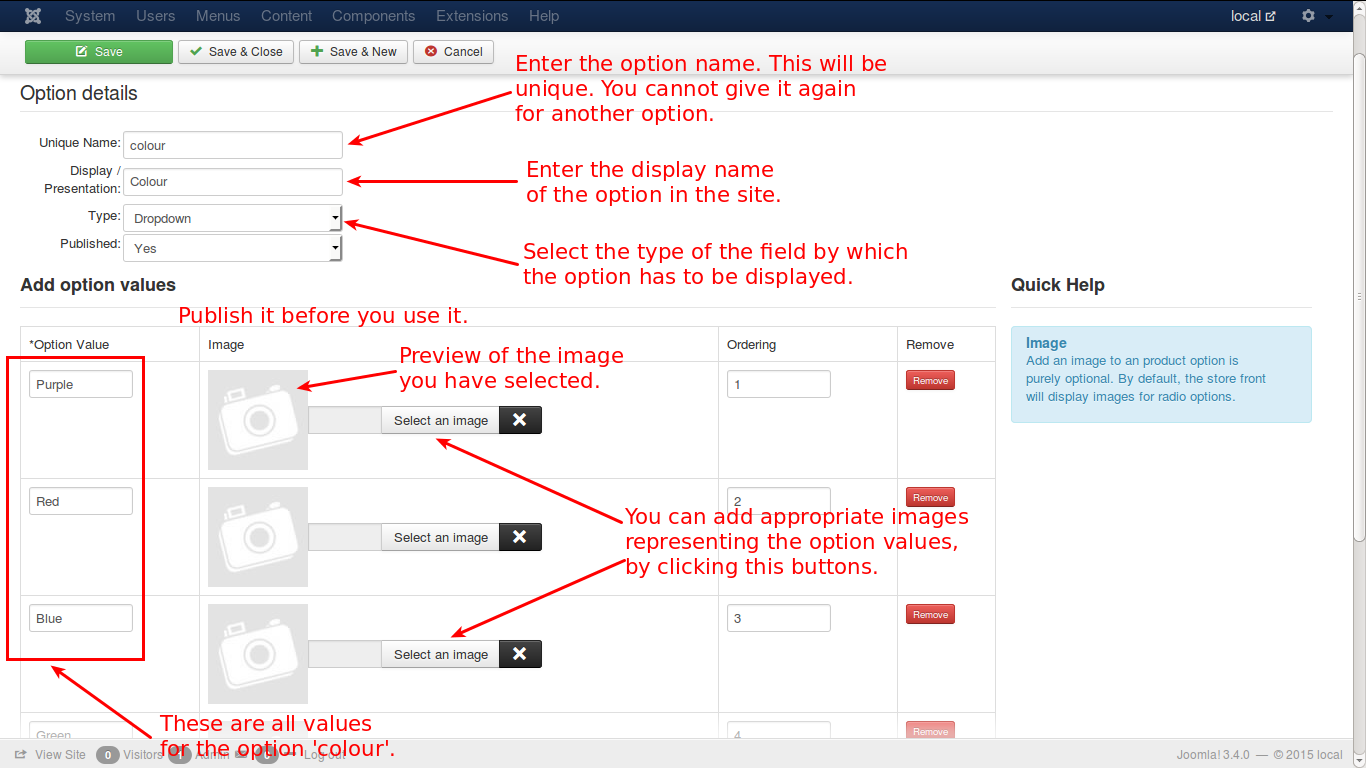 System Users Menus Content Components Extensions Help local
Save Save & Close Save & New Cancel
Enter the option name. This will be
unique. You cannot give it again
for another option.
Option details
Unique Name: colour
Display /
Presentation: Colour
Enter the display name
of the option in the site.
Type: Dropdown
Published: Yes
Select the type of the field by which
the option has to be displayed.
Add option values
Quick Help
Publish it before you use it.
*Option Value Image Ordering Remove
Image
Add an image to an product option is
purely optional. By default, the store front
will display images for radio options.
Preview of the image
you have selected.
Purple Select an image 1 Remove
Red Select an image 2 Remove
You can add appropriate images
representing the option values,
by clicking this buttons.
Blue Select an image 3 Remove
These are all values
for the option 'colour'.
Green 4 Remove
View Site 0 Visitors 1 Admin 0 Log out Joomla! 3.4.0 — © 2015 local